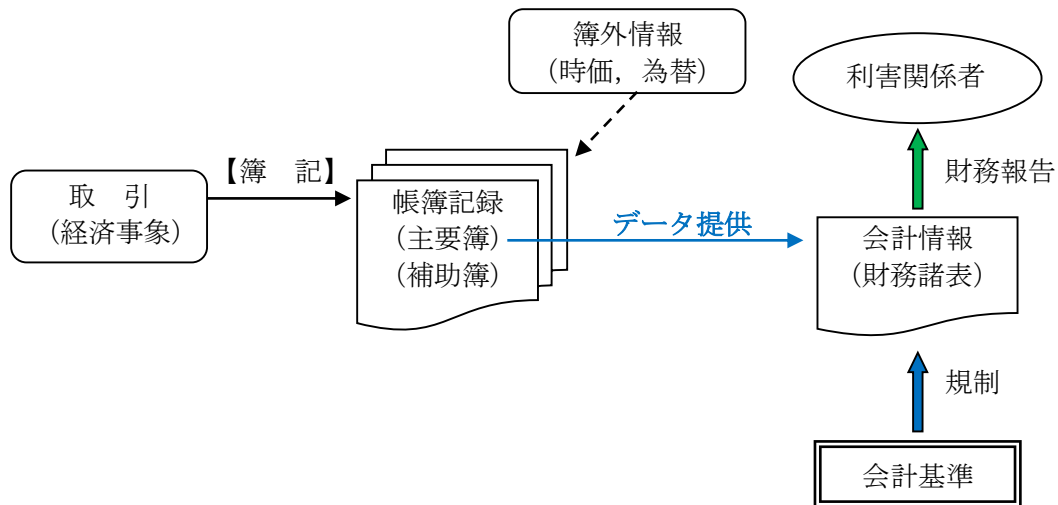 簿外情報
（時価，為替）
利害関係者
【簿　記】
取　引
（経済事象）
帳簿記録
（主要簿）
（補助簿）
データ提供
財務報告
会計情報
（財務諸表）
規制
会計基準